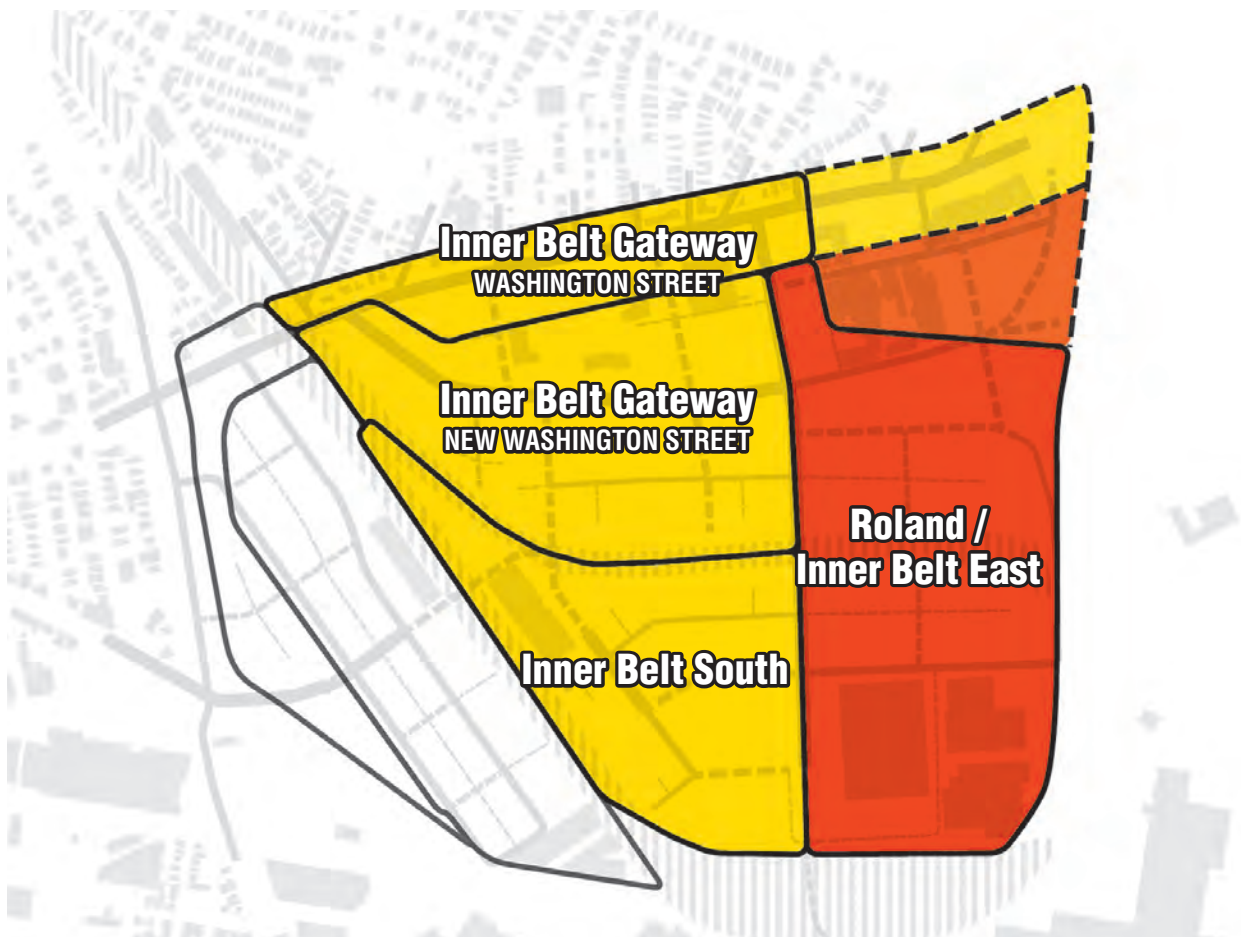 Inner Belt Gateway
WASHINGTON STREET
Inner Belt Gateway
NEW WASHINGTON STREET
Roland /
Inner Belt East
Inner Belt South